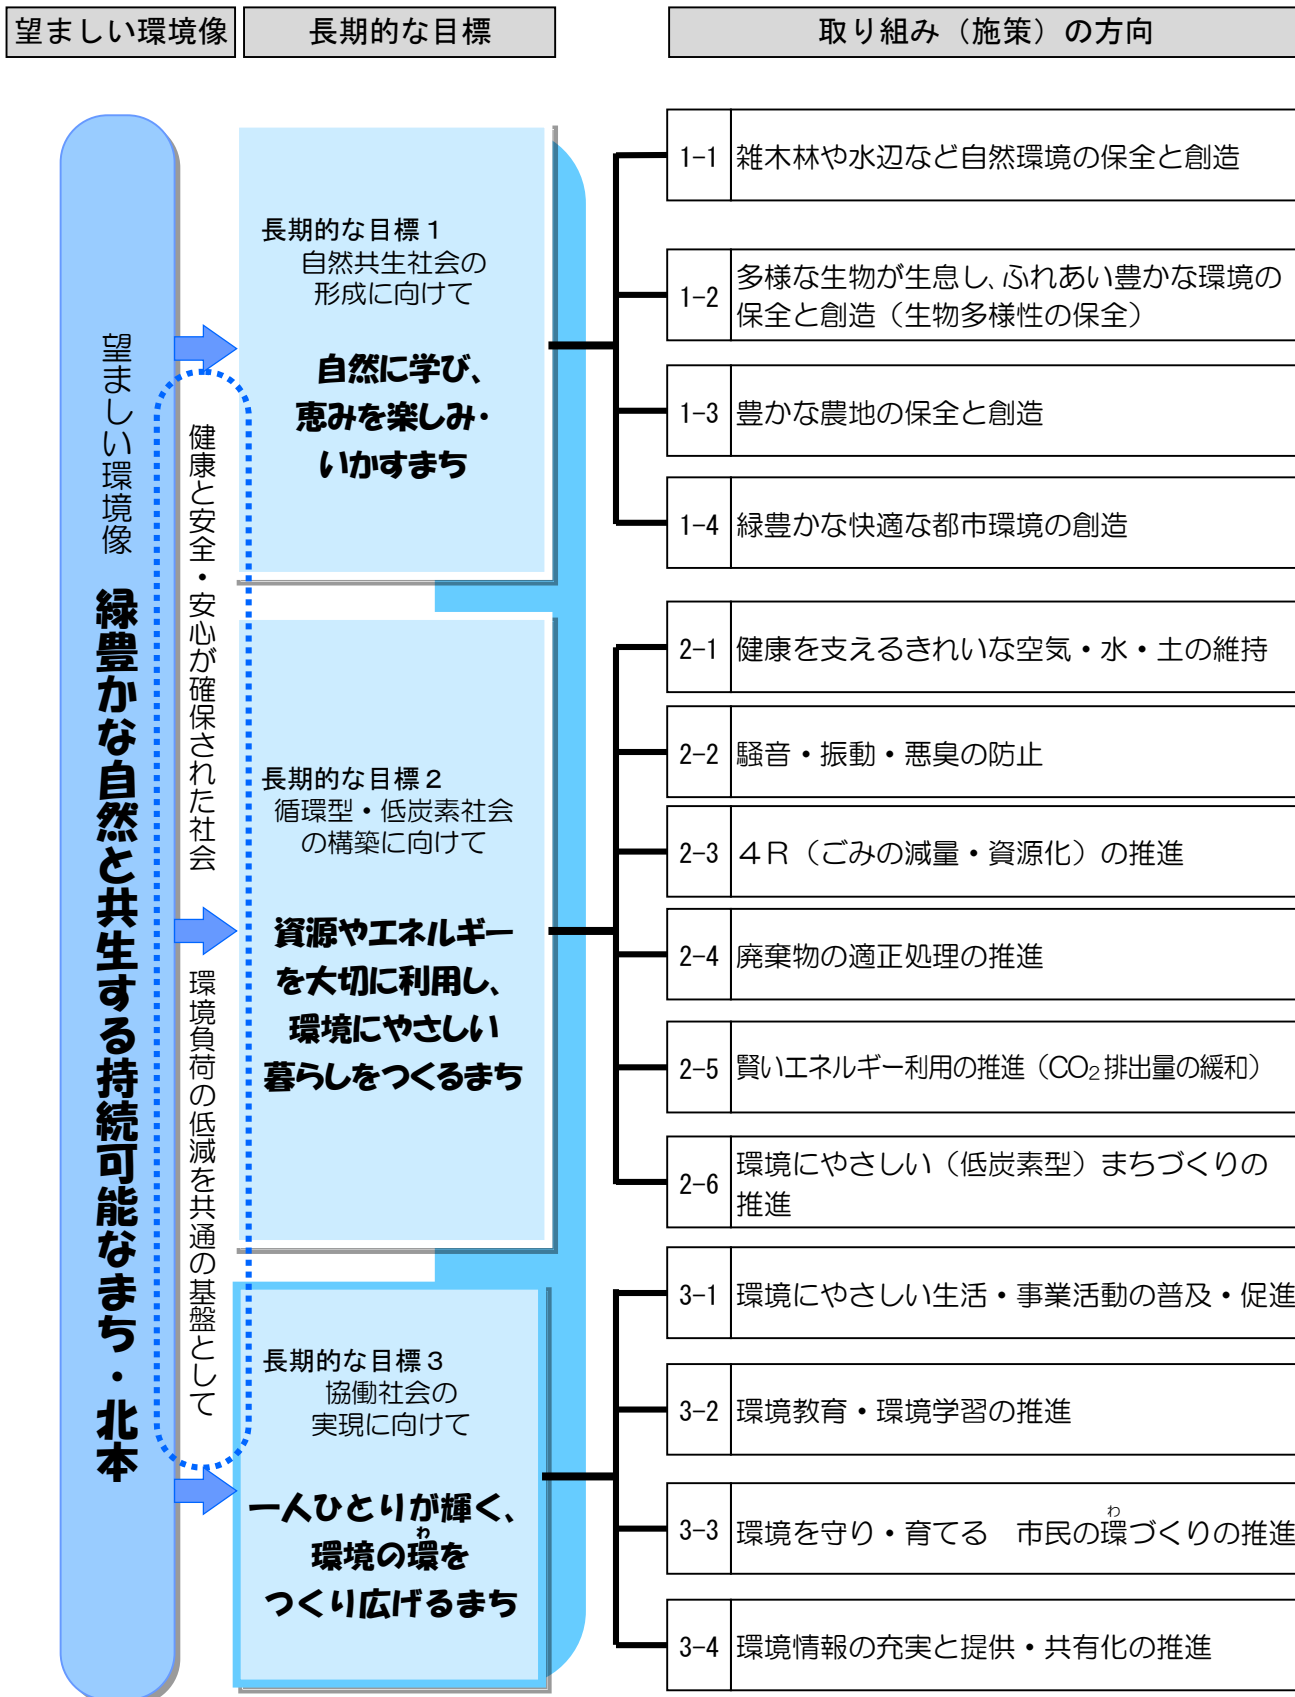 望ましい環境像
長期的な目標
取り組み（施策）の方向
望ましい環境像　緑豊かな自然と共生する持続可能なまち・北本
健康と安全・安心が確保された社会
環境負荷の低減を共通の基盤として
長期的な目標１
自然共生社会の
形成に向けて
自然に学び、
恵みを楽しみ・
いかすまち
1-1 雑木林や水辺など自然環境の保全と創造
1-2 多様な生物が生息し、ふれあい豊かな環境の
保全と創造（生物多様性の保全）
1-3 豊かな農地の保全と創造
1-4 緑豊かな快適な都市環境の創造
長期的な目標２
循環型・低炭素社会
の構築に向けて
資源やエネルギー
を大切に利用し、
環境にやさしい
暮らしをつくるまち
2-1 健康を支えるきれいな空気・水・土の維持
2-2 騒音・振動・悪臭の防止
2-3 ４Ｒ（ごみの減量・資源化）の推進
2-4 廃棄物の適正処理の推進
2-5 賢いエネルギー利用の推進（CO₂排出量の緩和）
2-6 環境にやさしい（低炭素型）まちづくりの
推進
長期的な目標３
協働社会の
実現に向けて
一人ひとりが輝く、
わ
環境の環を
つくり広げるまち
3-1 環境にやさしい生活・事業活動の普及・促進
3-2 環境教育・環境学習の推進
わ
3-3 環境を守り・育てる　市民の環づくりの推進
3-4 環境情報の充実と提供・共有化の推進